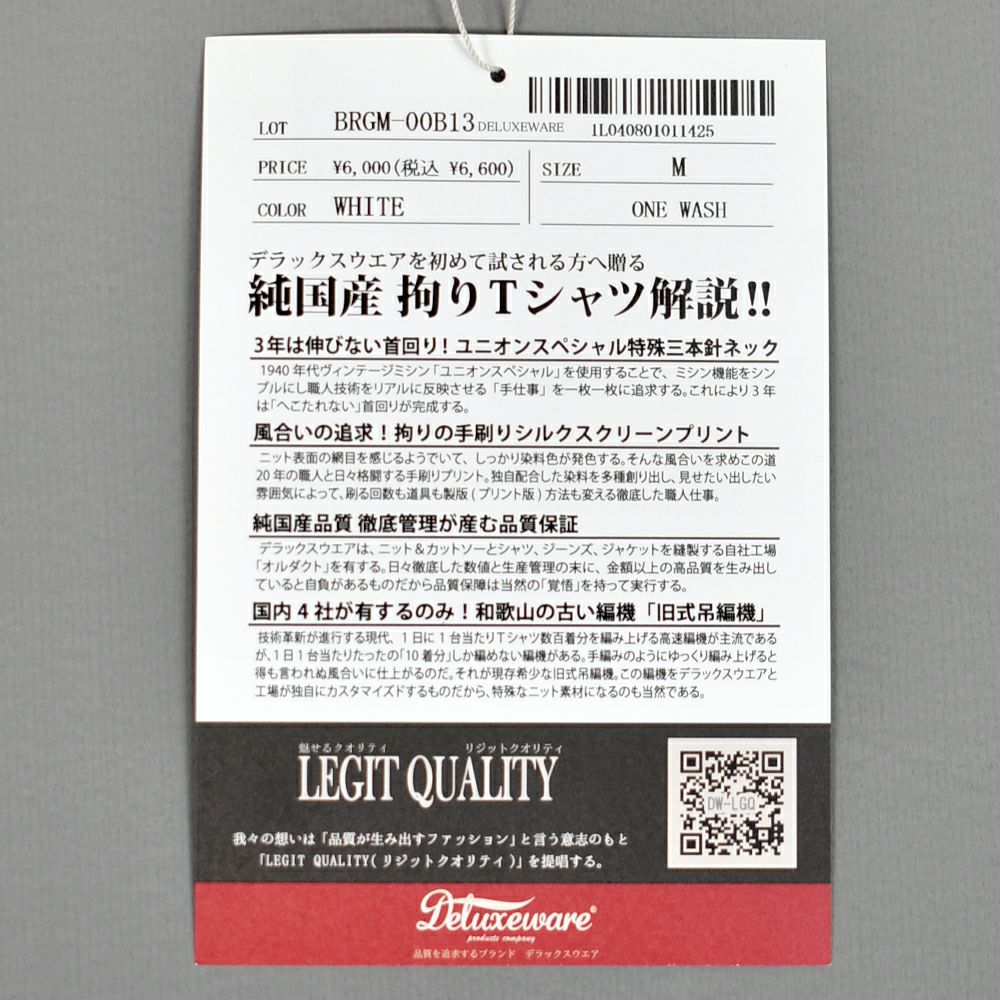 LOT BRGM-00B13 DELUXEWARE 1L040801011425
PRICE ¥6,000(税込 ¥6,600) SIZE M
COLOR WHITE ONE WASH
デラックスウエアを初めて試される方へ贈る
純国産 拘りTシャツ解説!!
3年は伸びない首回り！ユニオンスペシャル特殊三本針ネック
1940年代ヴィンテージミシン「ユニオンスペシャル」を使用することで、ミシン機能をシン
プルにし職人技術をリアルに反映させる「手仕事」を一枚一枚に追求する。これにより3年
は「へこたれない」首回りが完成する。
風合いの追求！拘りの手刷りシルクスクリーンプリント
ニット表面の網目を感じるようでいて、しっかり染料色が発色する。そんな風合いを求めこの道
20年の職人と日々格闘する手刷りプリント。独自配合した染料を多種創り出し、見せたい出したい
雰囲気によって、刷る回数も道具も製版(プリント版)方法も変える徹底した職人仕事。
純国産品質 徹底管理が産む品質保証
デラックスウエアは、ニット＆カットソーとシャツ、ジーンズ、ジャケットを縫製する自社工場
「オルダクト」を有する。日々徹底した数値と生産管理の末に、金額以上の高品質を生み出し
ていると自負があるものだから品質保障は当然の「覚悟」を持って実行する。
国内4社が有するのみ！和歌山の古い編機「旧式吊編機」
技術革新が進行する現代、1日に1台当たりTシャツ数百着分を編み上げる高速編機が主流である
が、1日1台当たりたったの「10着分」しか編めない編機がある。手編みのようにゆっくり編み上げると
得も言われぬ風合いに仕上がるのだ。それが現存希少な旧式吊編機。この編機をデラックスウエアと
工場が独自にカスタマイズドするものだから、特殊なニット素材になるのも当然である。
魅せるクオリティ リジットクオリティ
LEGIT QUALITY
DW-LGQ
我々の想いは「品質が生み出すファッション」と言う意志のもと
「LEGIT QUALITY(リジットクオリティ)」を提唱する。
Deluxeware®
products company
品質を追求するブランド デラックスウエア